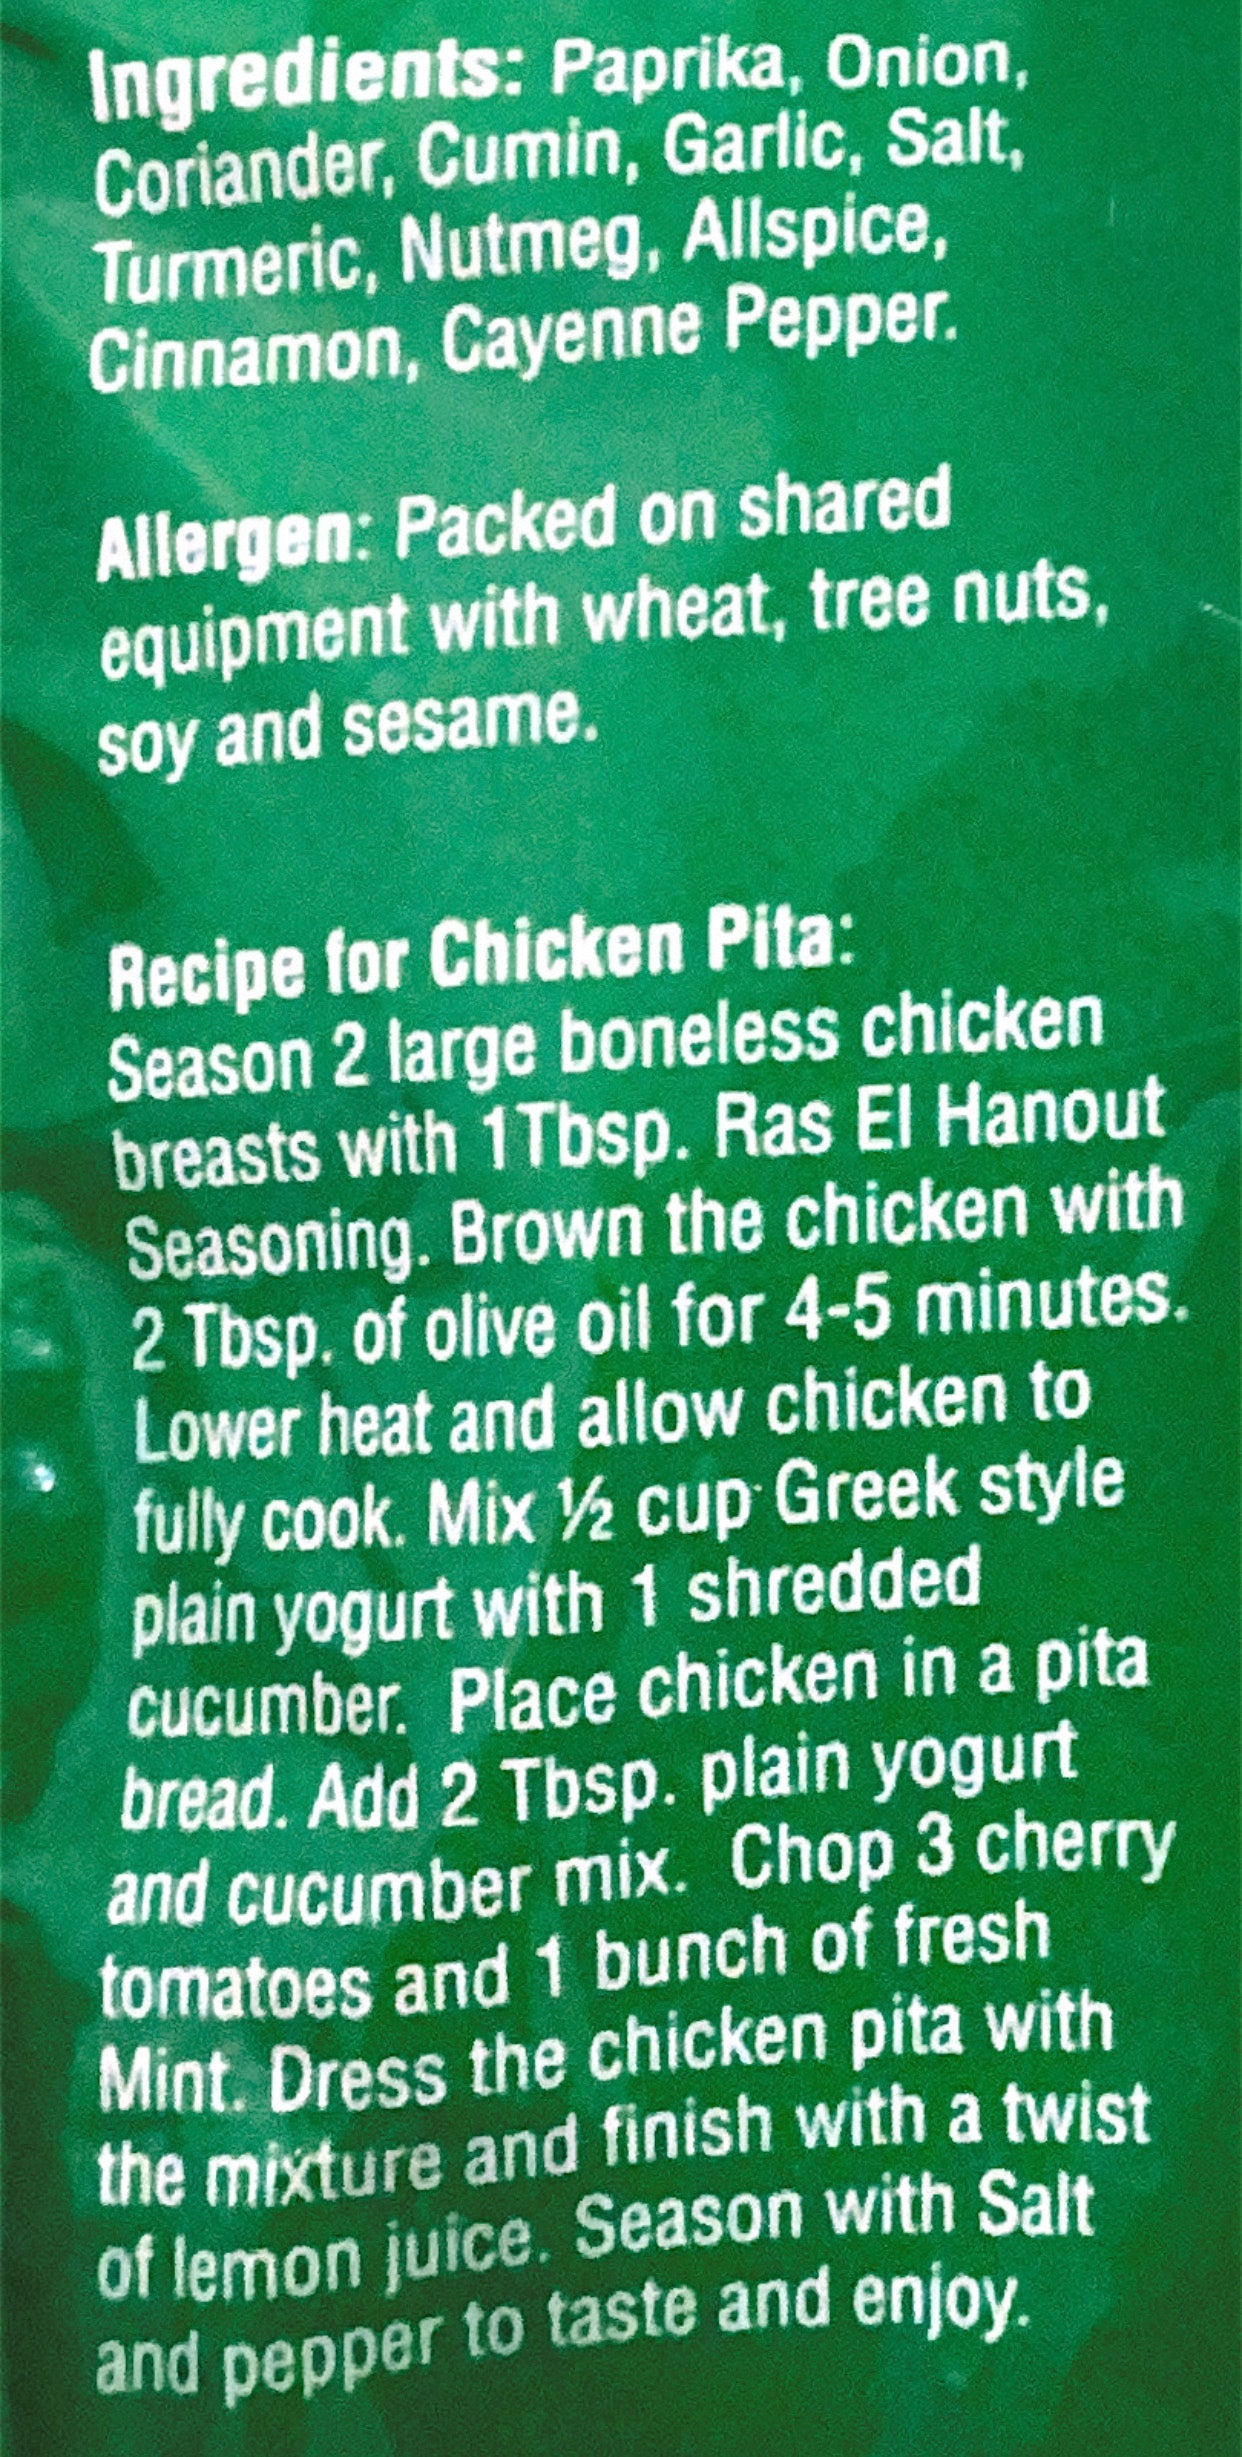 Ingredients: Paprika, Onion,
Coriander, Cumin, Garlic, Salt,
Turmeric, Nutmeg, Allspice,
Cinnamon, Cayenne Pepper.
Allergen: Packed on shared
equipment with wheat, tree nuts,
soy and sesame.
Recipe for Chicken Pita:
Season 2 large boneless chicken
breasts with 1Tbsp. Ras El Hanout
Seasoning. Brown the chicken with
2 Tbsp. of olive oil for 4-5 minutes.
Lower heat and allow chicken to
fully cook. Mix ½ cup Greek style
plain yogurt with 1 shredded
cucumber. Place chicken in a pita
bread. Add 2 Tbsp. plain yogurt
and cucumber mix. Chop 3 cherry
tomatoes and 1 bunch of fresh
Mint. Dress the chicken pita with
the mixture and finish with a twist
of lemon juice. Season with Salt
and pepper to taste and enjoy.